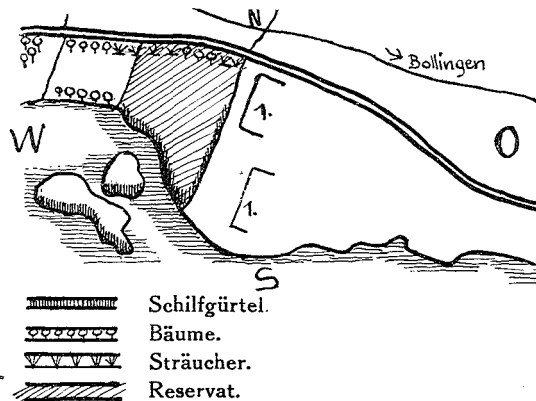 N
Bollingen
W
O
1.
1.
S
Schilfgürtel.
Bäume.
Sträucher.
Reservat.